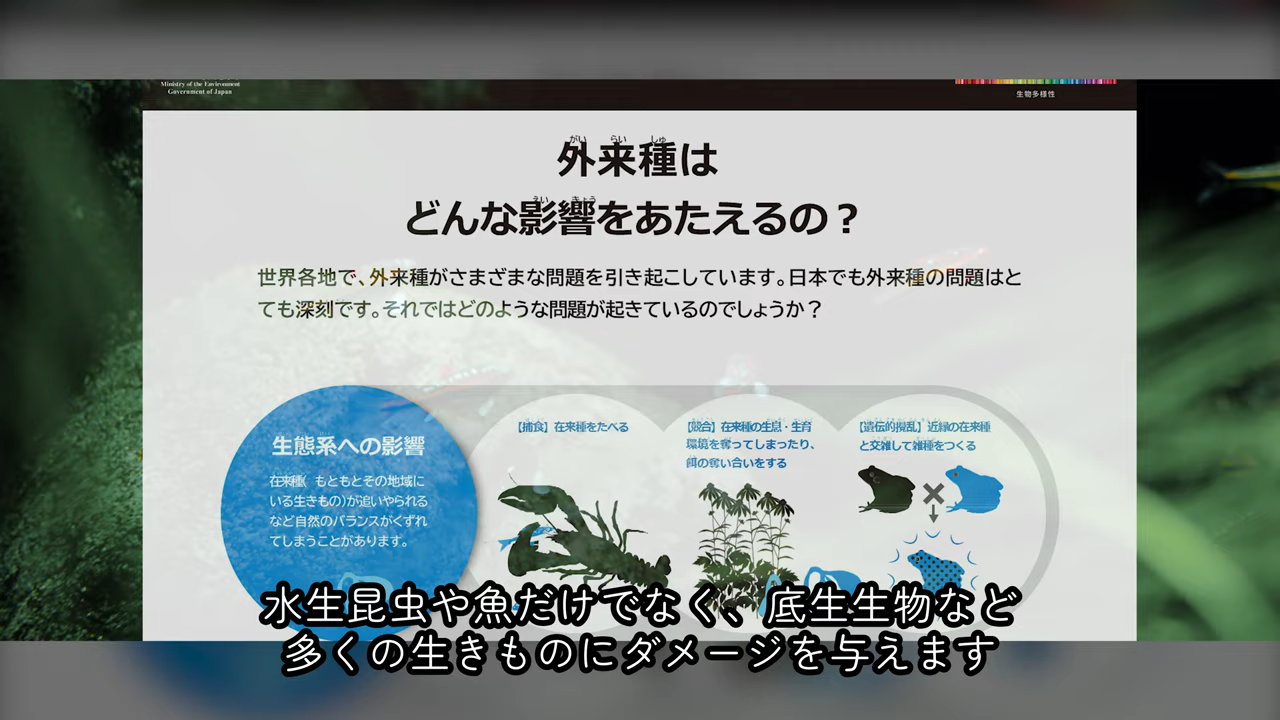 Ministry of the Environment
Government of Japan
生物多様性
外来種は
どんな影響をあたえるの？
世界各地で、外来種がさまざまな問題を引き起こしています。日本でも外来種の問題はと
ても深刻です。それではどのような問題が起きているのでしょうか？
生態系への影響
在来種(もともとその地域に
いる生きもの)が追いやられる
など自然のバランスがくずれ
てしまうことがあります。
【捕食】在来種をたべる
【競合】在来種の生息・生育
環境を奪ってしまったり、
餌の奪い合いをする
【遺伝的撹乱】近縁の在来種
と交雑して雑種をつくる
水生昆虫や魚だけでなく、底生生物など
多くの生きものにダメージを与えます